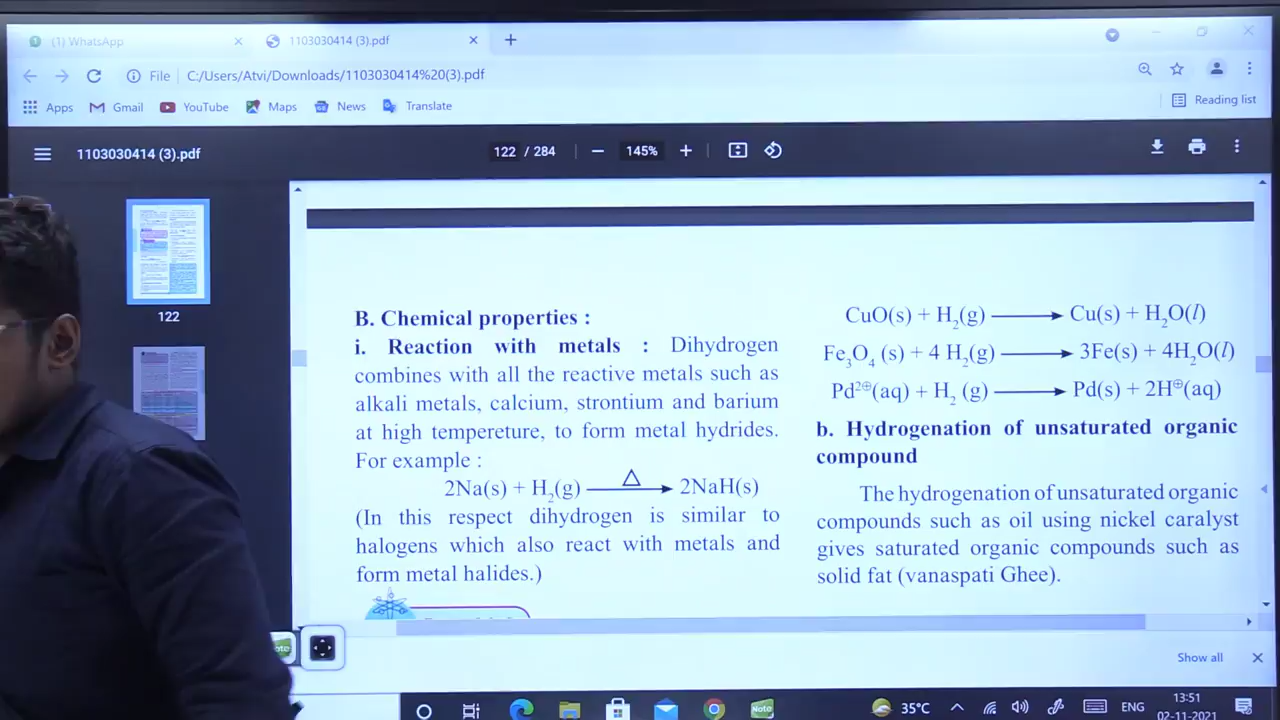 (1) WhatsApp
1103030414 (3).pdf
File
C:/Users/Atvi/Downloads/1103030414%20(3).pdf
Apps
Gmail
YouTube
Maps
News
Translate
Reading list
1103030414 (3).pdf
122 / 284
145%
122
B. Chemical properties :
i. Reaction with metals : Dihydrogen
combines with all the reactive metals such as
alkali metals, calcium, strontium and barium
at high tempereture, to form metal hydrides.
For example :
2Na(s) + H₂(g) —△→ 2NaH(s)
(In this respect dihydrogen is similar to
halogens which also react with metals and
form metal halides.)
CuO(s) + H₂(g) ⟶ Cu(s) + H₂O(l)
Fe₃O₄ (s) + 4 H₂(g) ⟶ 3Fe(s) + 4H₂O(l)
Pd²⊕(aq) + H₂ (g) ⟶ Pd(s) + 2H⊕(aq)
b. Hydrogenation of unsaturated organic
compound
The hydrogenation of unsaturated organic
compounds such as oil using nickel caralyst
gives saturated organic compounds such as
solid fat (vanaspati Ghee).
Show all
Note
35°C
ENG
13:51
02-11-2021